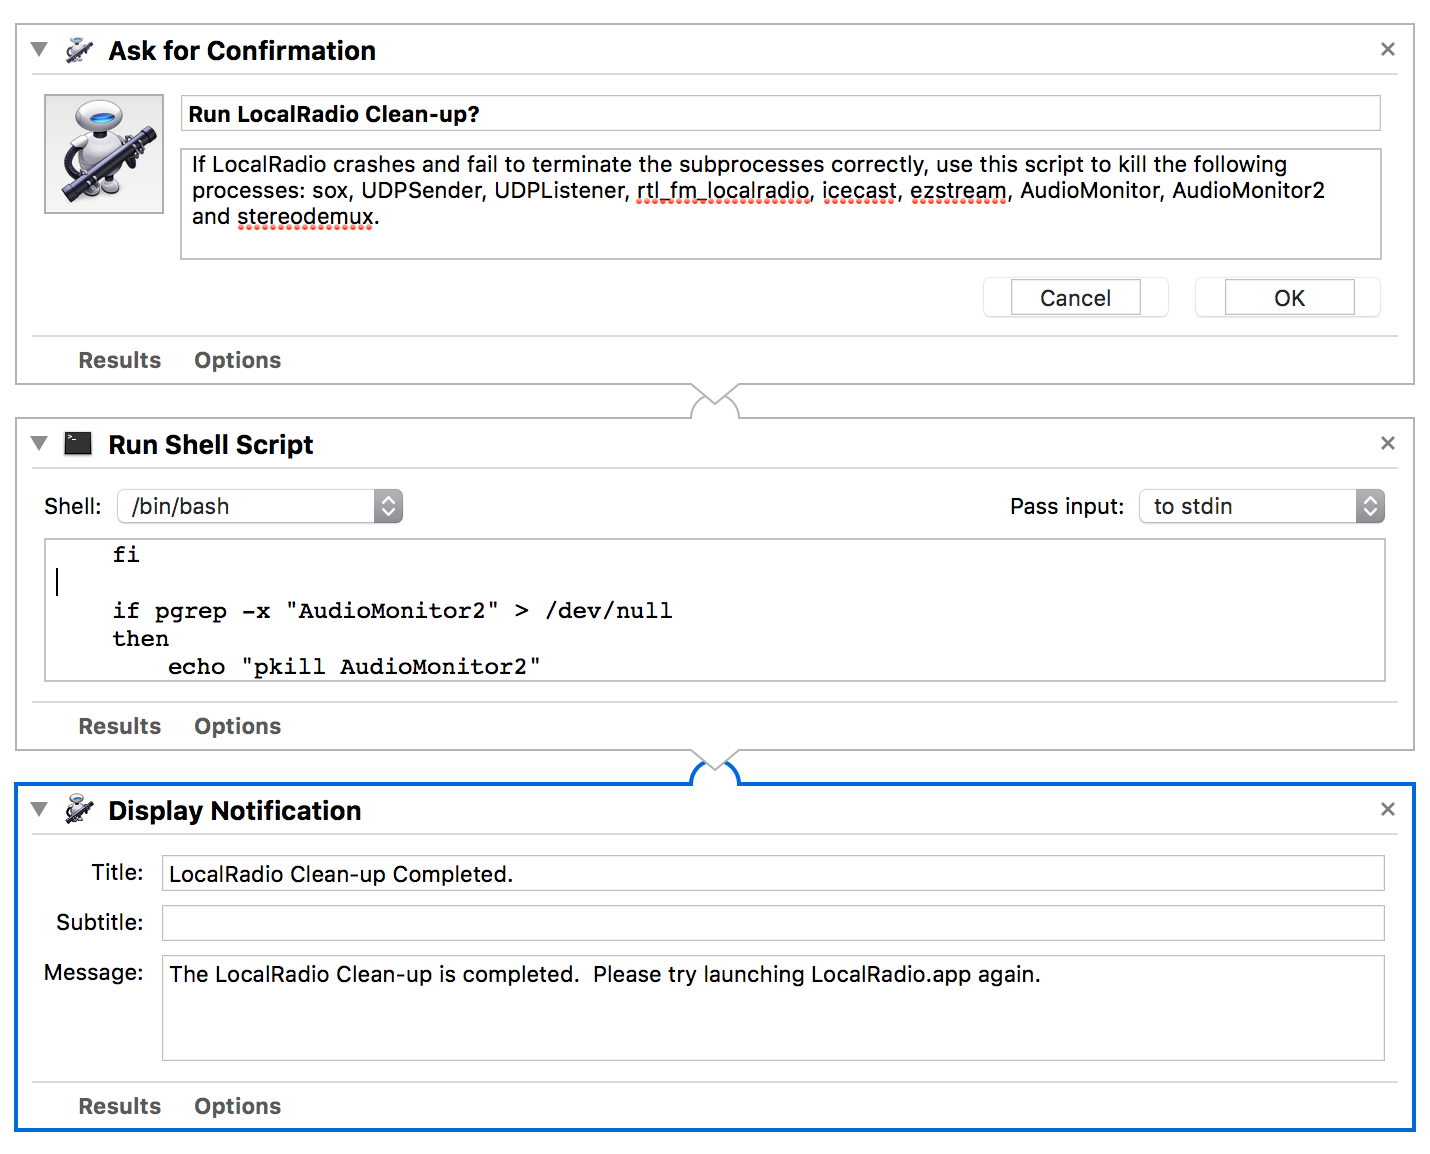 Ask for Confirmation
Run LocalRadio Clean-up?
If LocalRadio crashes and fail to terminate the subprocesses correctly, use this script to kill the following
processes: sox, UDPSender, UDPListener, rtl_fm_localradio, icecast, ezstream, AudioMonitor, AudioMonitor2
and stereodemux.
Cancel OK
Results Options
Run Shell Script
Shell: /bin/bash Pass input: to stdin
fi
if pgrep -x "AudioMonitor2" > /dev/null
then
echo "pkill AudioMonitor2"
Results Options
Display Notification
Title: LocalRadio Clean-up Completed.
Subtitle:
Message: The LocalRadio Clean-up is completed.  Please try launching LocalRadio.app again.
Results Options